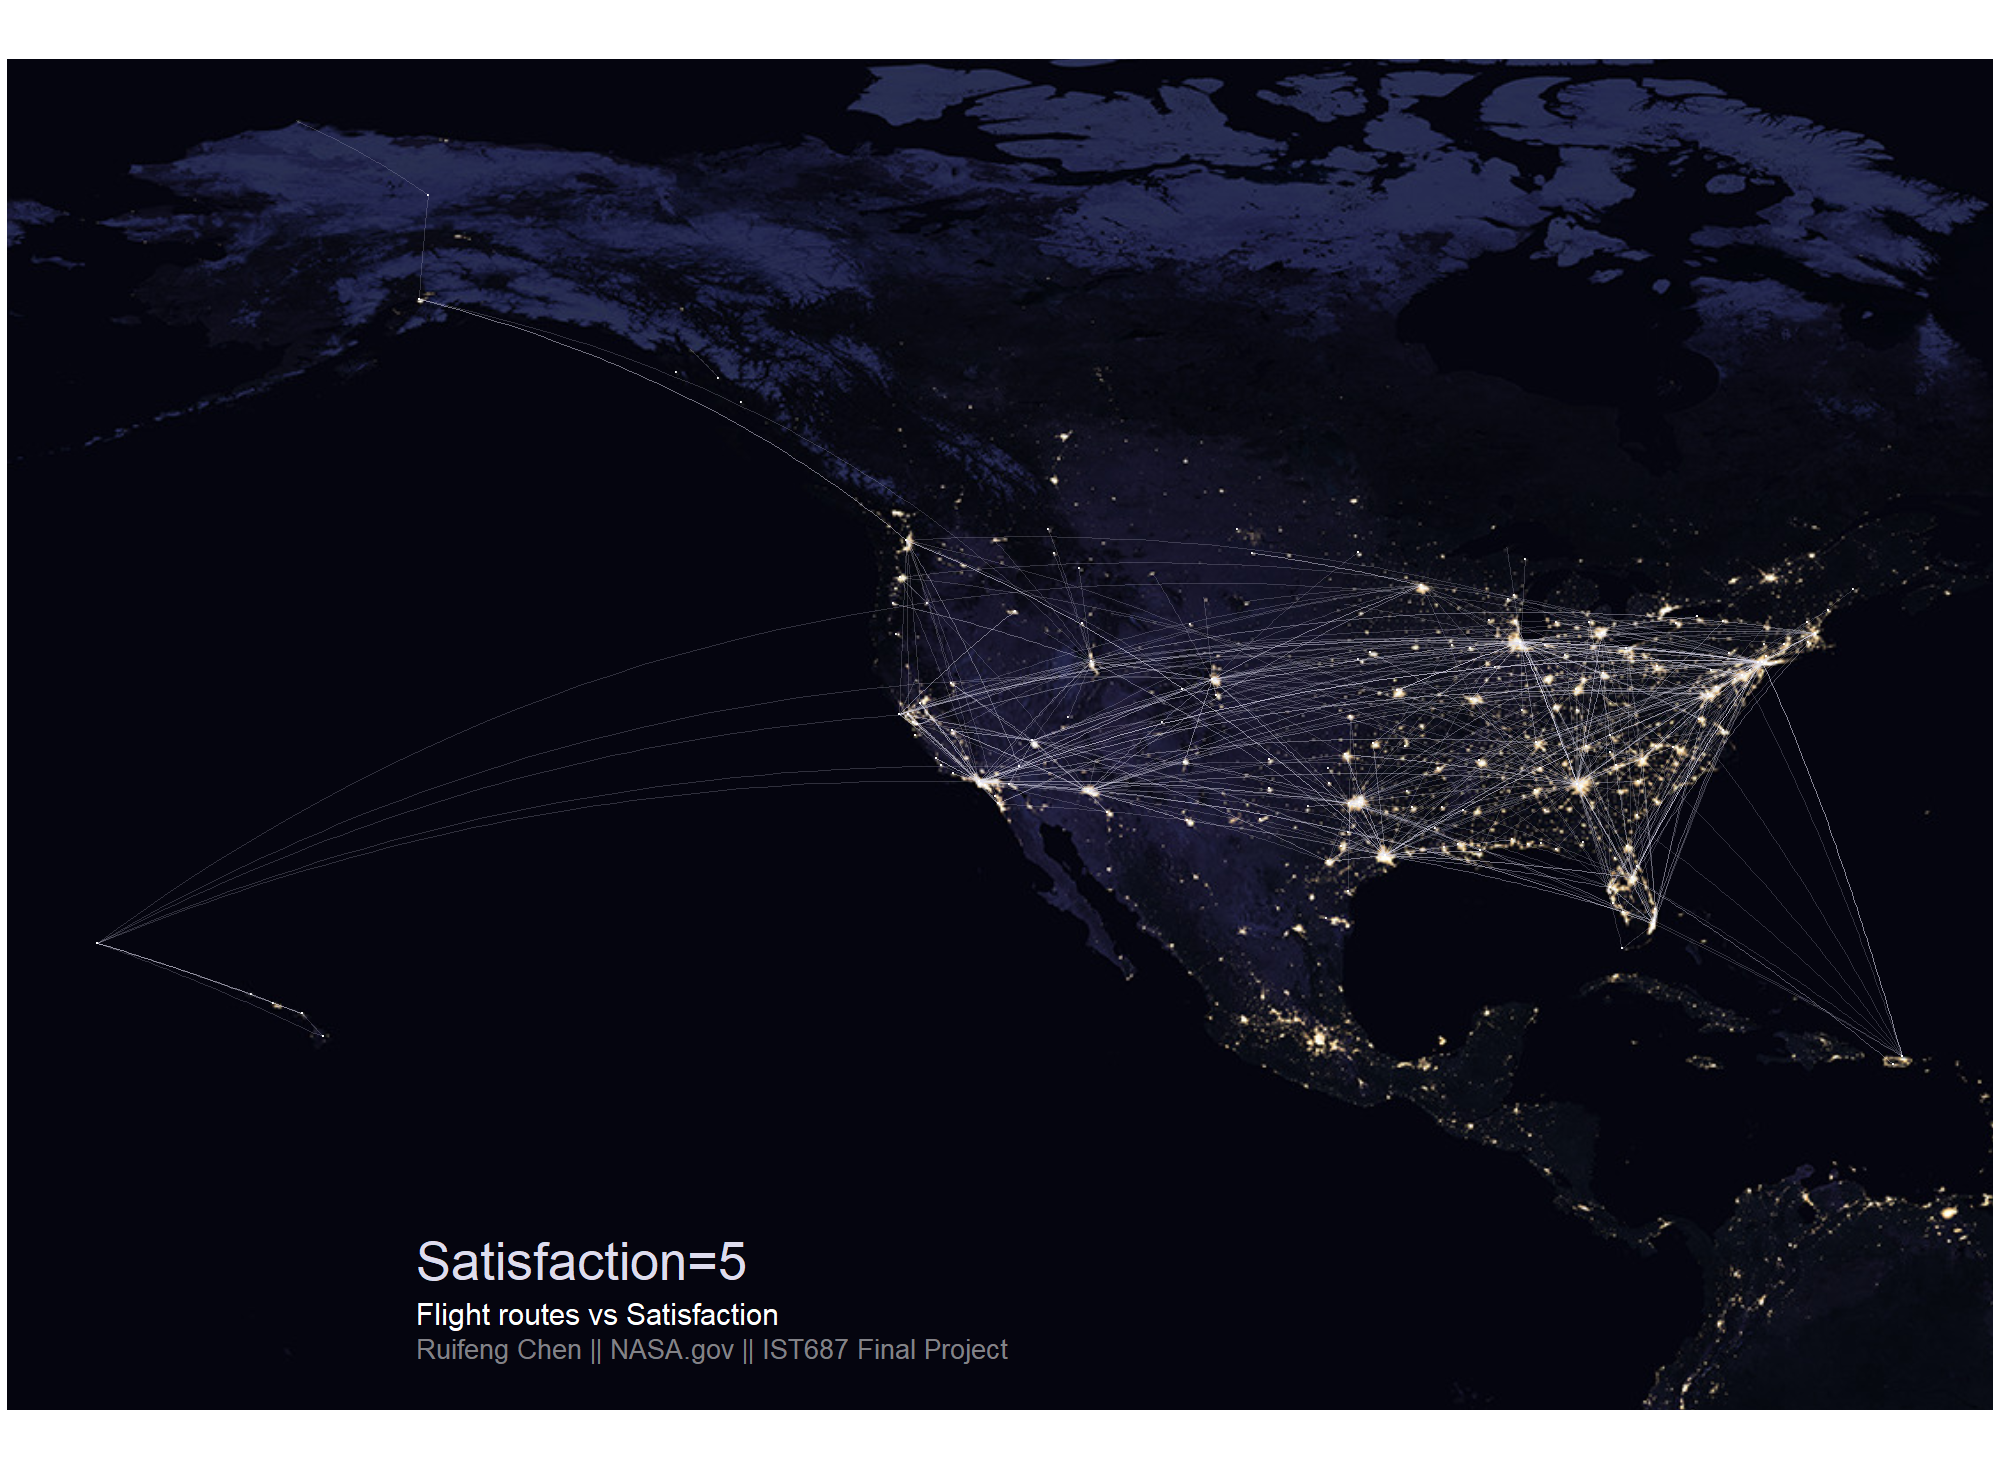 Satisfaction=5
Flight routes vs Satisfaction
Ruifeng Chen || NASA.gov || IST687 Final Project